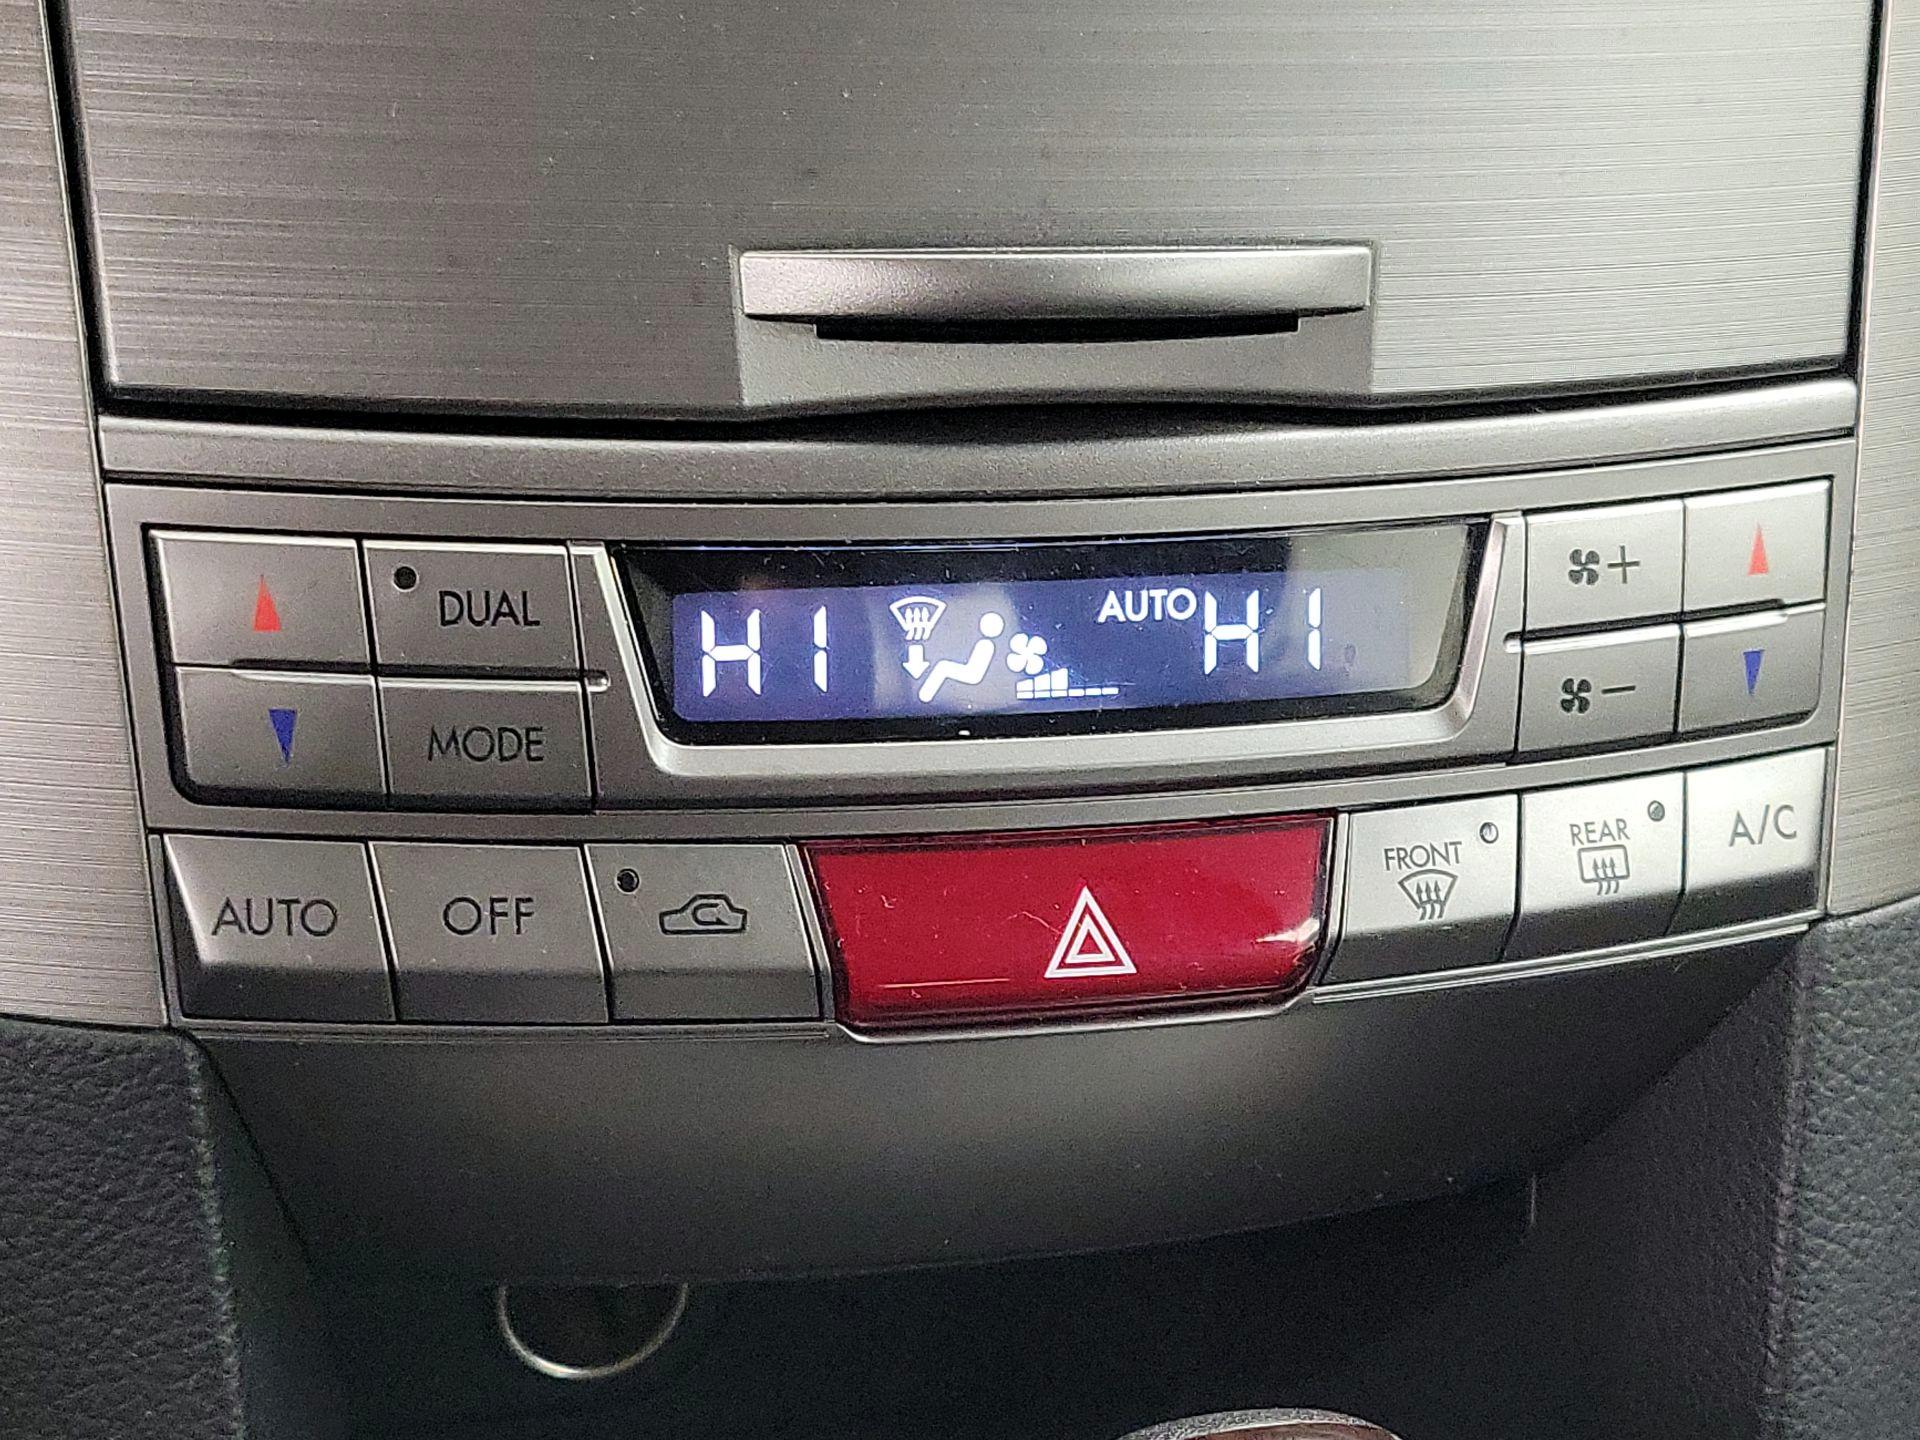 DUAL
HI AUTO HI
+
MODE
−
AUTO OFF
FRONT REAR A/C